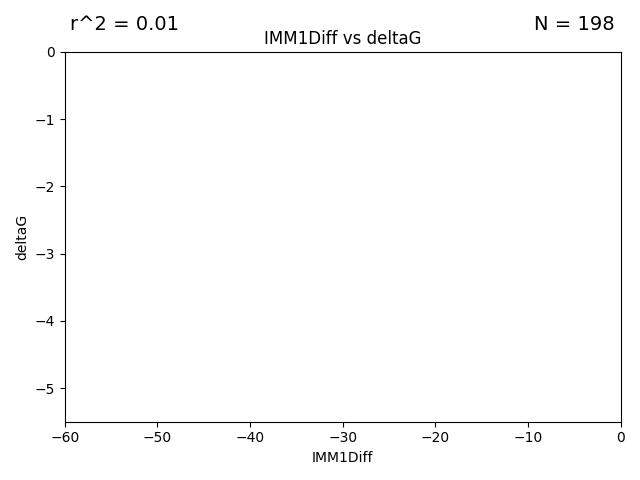 r^2 = 0.01
N = 198
IMM1Diff vs deltaG
0
−1
−2
−3
−4
−5
deltaG
−60
−50
−40
−30
−20
−10
0
IMM1Diff